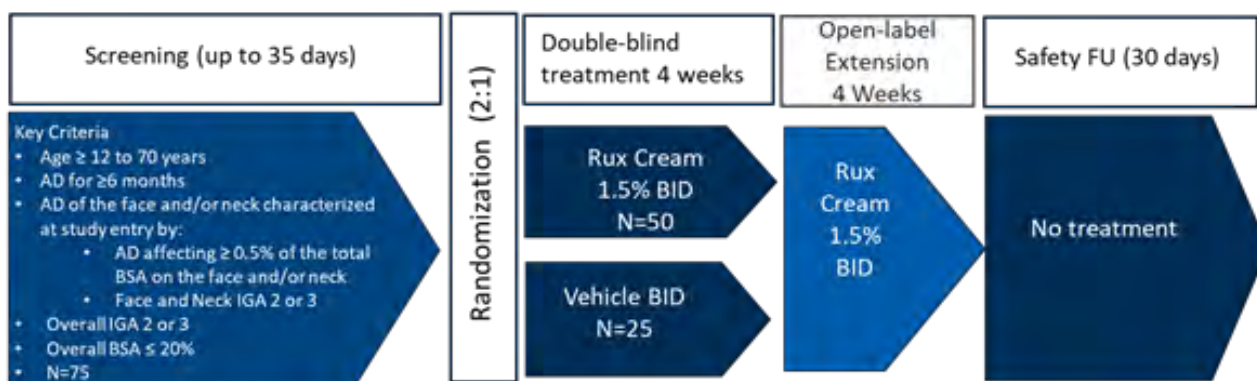 Screening (up to 35 days)
Key Criteria
• Age ≥ 12 to 70 years
• AD for ≥6 months
• AD of the face and/or neck characterized
at study entry by:
• AD affecting ≥ 0.5% of the total
BSA on the face and/or neck
• Face and Neck IGA 2 or 3
• Overall IGA 2 or 3
• Overall BSA ≤ 20%
• N=75
Randomization (2:1)
Double-blind
treatment 4 weeks
Rux Cream
1.5% BID
N=50
Vehicle BID
N=25
Open-label
Extension
4 Weeks
Rux
Cream
1.5%
BID
Safety FU (30 days)
No treatment